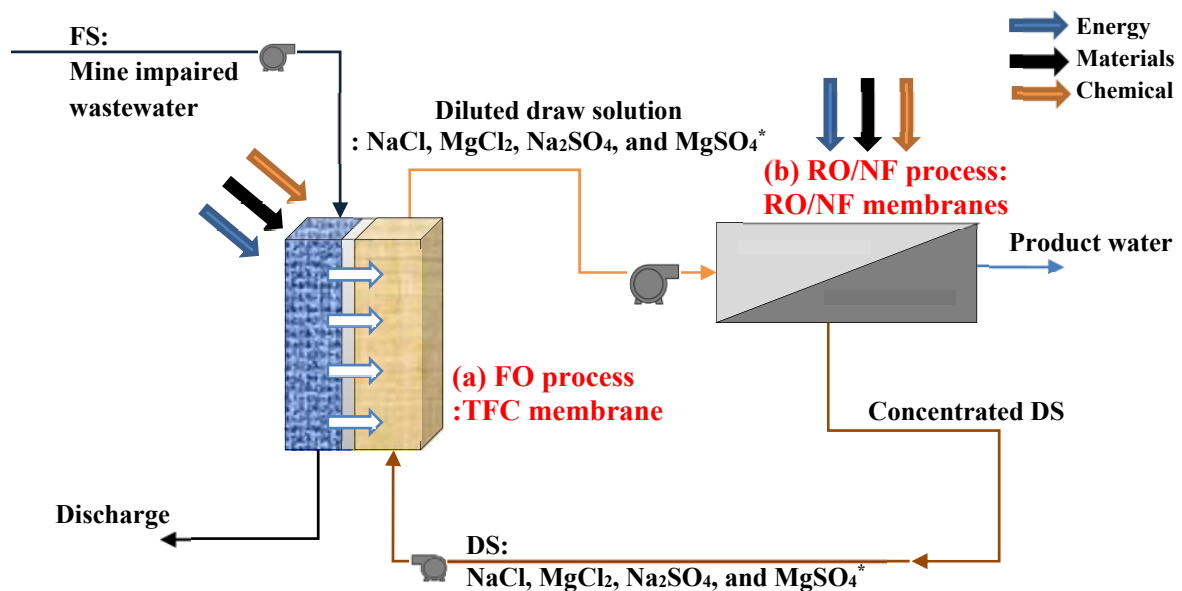 FS:
Mine impaired
wastewater
Energy
Materials
Chemical
Diluted draw solution
: NaCl, MgCl₂, Na₂SO₄, and MgSO₄*
(b) RO/NF process:
RO/NF membranes
Product water
(a) FO process
:TFC membrane
Concentrated DS
Discharge
DS:
NaCl, MgCl₂, Na₂SO₄, and MgSO₄*